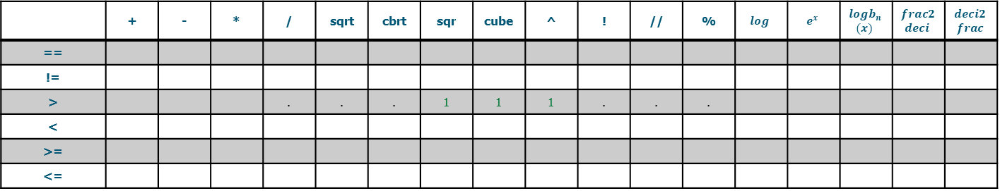 + - * / sqrt cbrt sqr cube ^ ! // % log e^x logb_n (x) frac2 deci deci2 frac
==
!=
> . . . 1 1 1 . . .
<
>=
<=